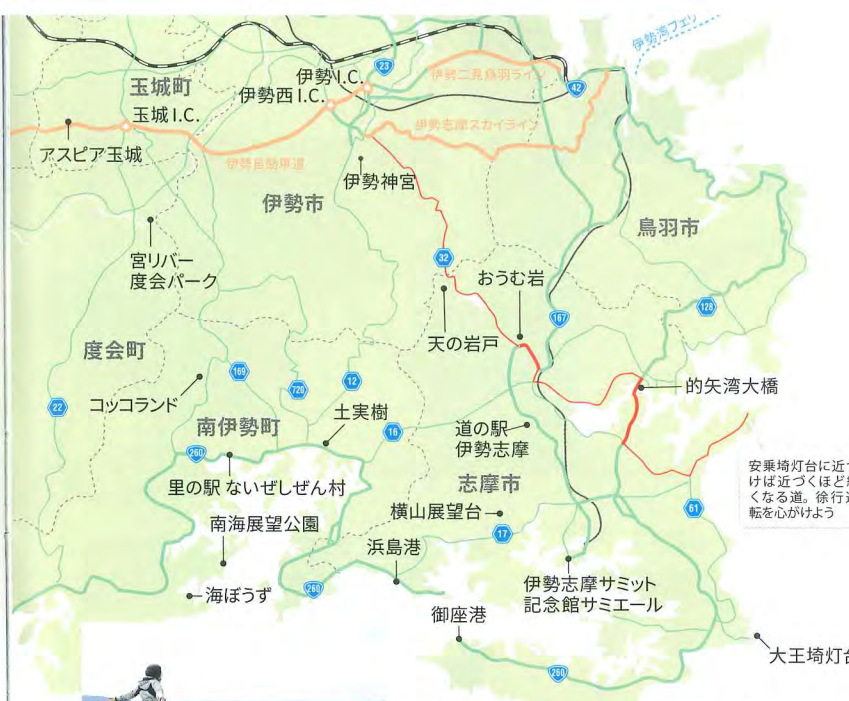 伊勢湾フェリ
23
伊勢I.C.
伊勢二見鳥羽ライン
42
玉城町
伊勢西I.C.
玉城I.C.
伊勢志摩スカイライン
アスピア玉城
伊勢自動車道
伊勢神宮
伊勢市
鳥羽市
32
宮リバー
度会パーク
おうむ岩
128
167
天の岩戸
度会町
169
12
720
的矢湾大橋
コッコランド
22
土実樹
南伊勢町
16
道の駅
伊勢志摩
260
安乗埼灯台に近づ
けば近づくほど
くなる道。徐行
転を心がけよう
里の駅 ないぜしぜん村
志摩市
横山展望台
61
南海展望公園
17
浜島港
伊勢志摩サミット
記念館サミエール
260
海ぼうず
御座港
大王埼灯台
260